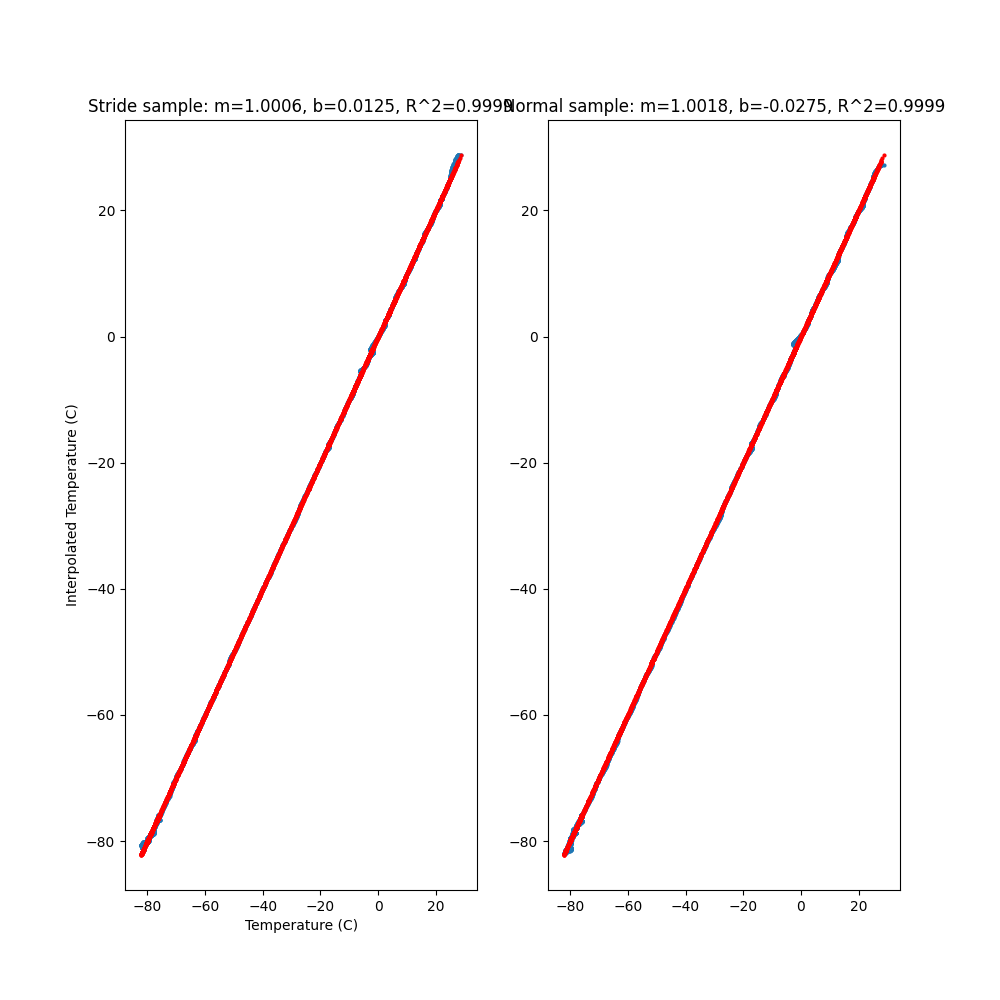 Stride sample: m=1.0006, b=0.0125, R^2=0.9999
Normal sample: m=1.0018, b=-0.0275, R^2=0.9999
20
0
−20
−40
−60
−80
Interpolated Temperature (C)
−80 −60 −40 −20 0 20
Temperature (C)
20
0
−20
−40
−60
−80
−80 −60 −40 −20 0 20